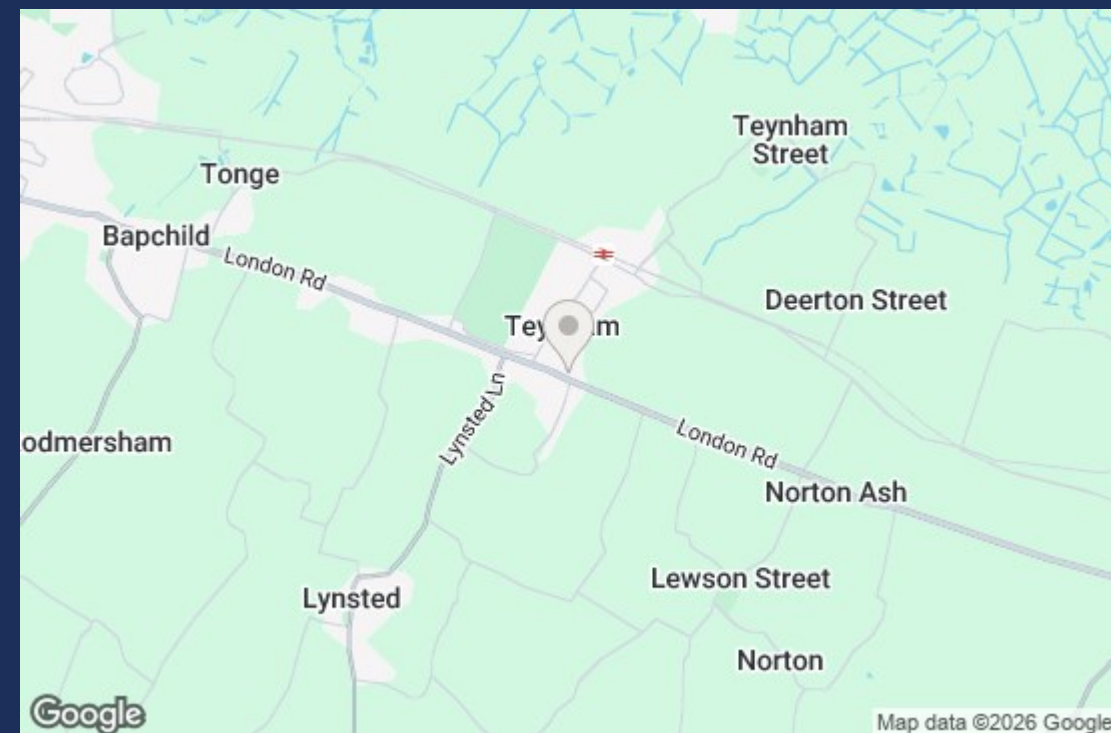 Teynham
Street
Tonge
Bapchild
London Rd
Deerton Street
Lynsted Ln
odmersham
London Rd
Norton Ash
Lewson Street
Lynsted
Norton
Google
Map data ©2026 Google